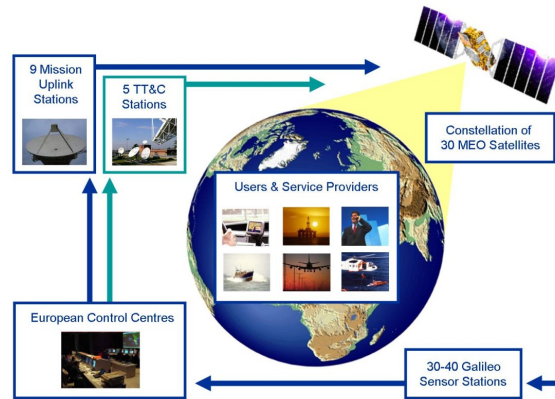 9 Mission
Uplink
Stations
5 TT&C
Stations
Constellation of
30 MEO Satellites
Users & Service Providers
European Control Centres
30-40 Galileo
Sensor Stations